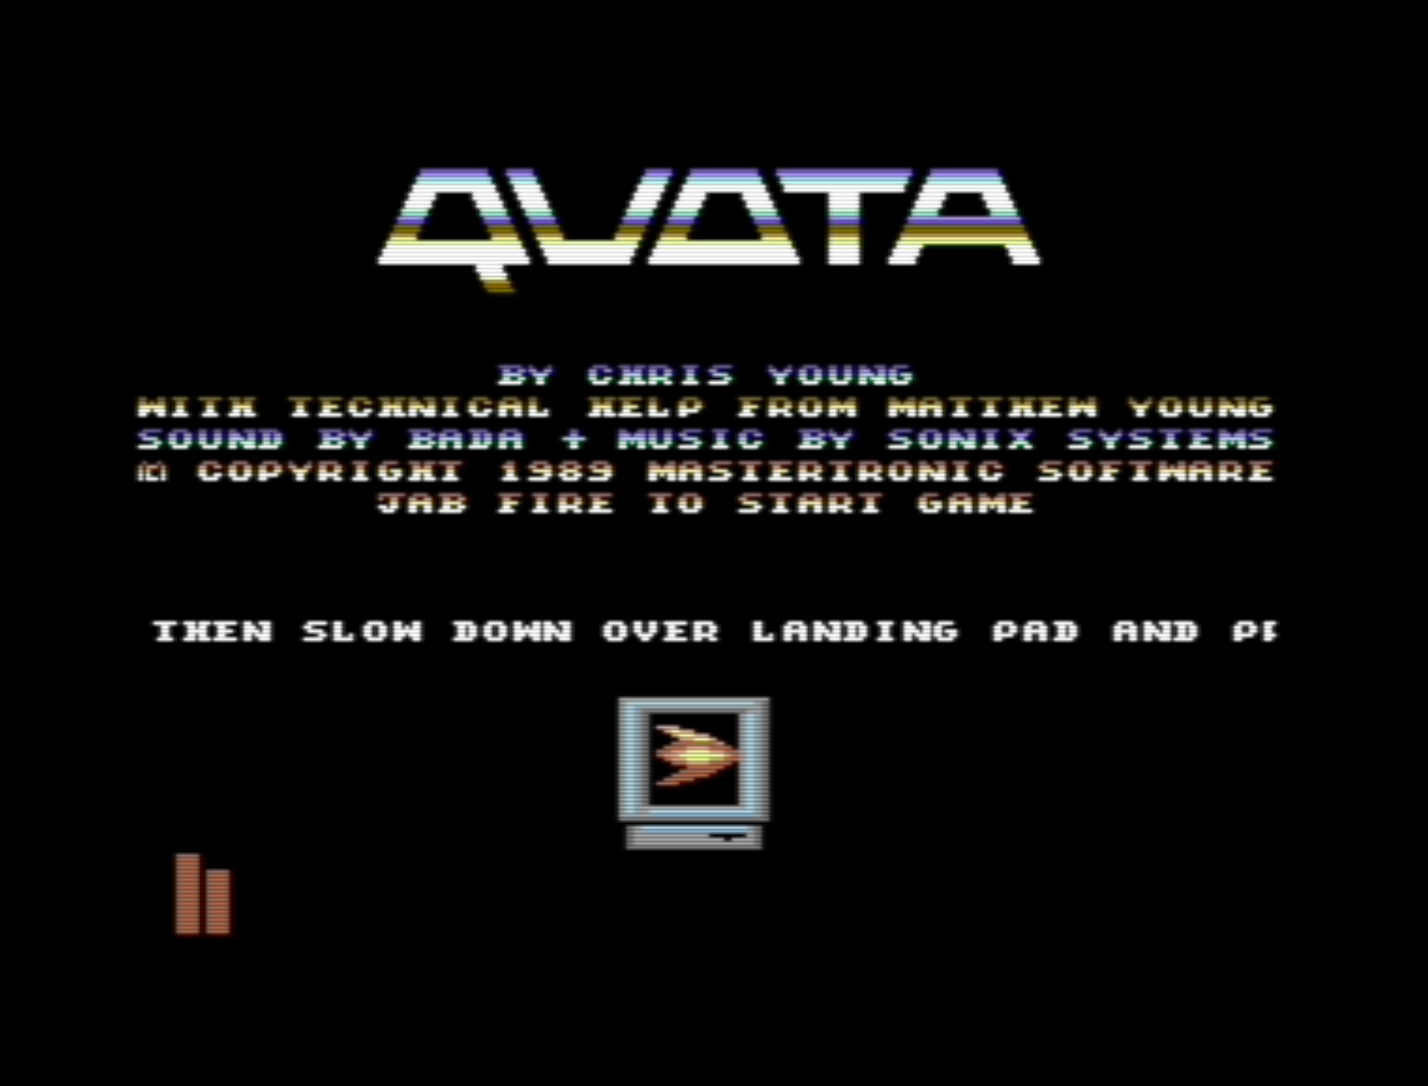 QUOTA
BY CHRIS YOUNG
WITH TECHNICAL HELP FROM MATTHEW YOUNG
SOUND BY BADA + MUSIC BY SONIX SYSTEMS
© COPYRIGHT 1989 MASTERTRONIC SOFTWARE
JAB FIRE TO START GAME
THEN SLOW DOWN OVER LANDING PAD AND